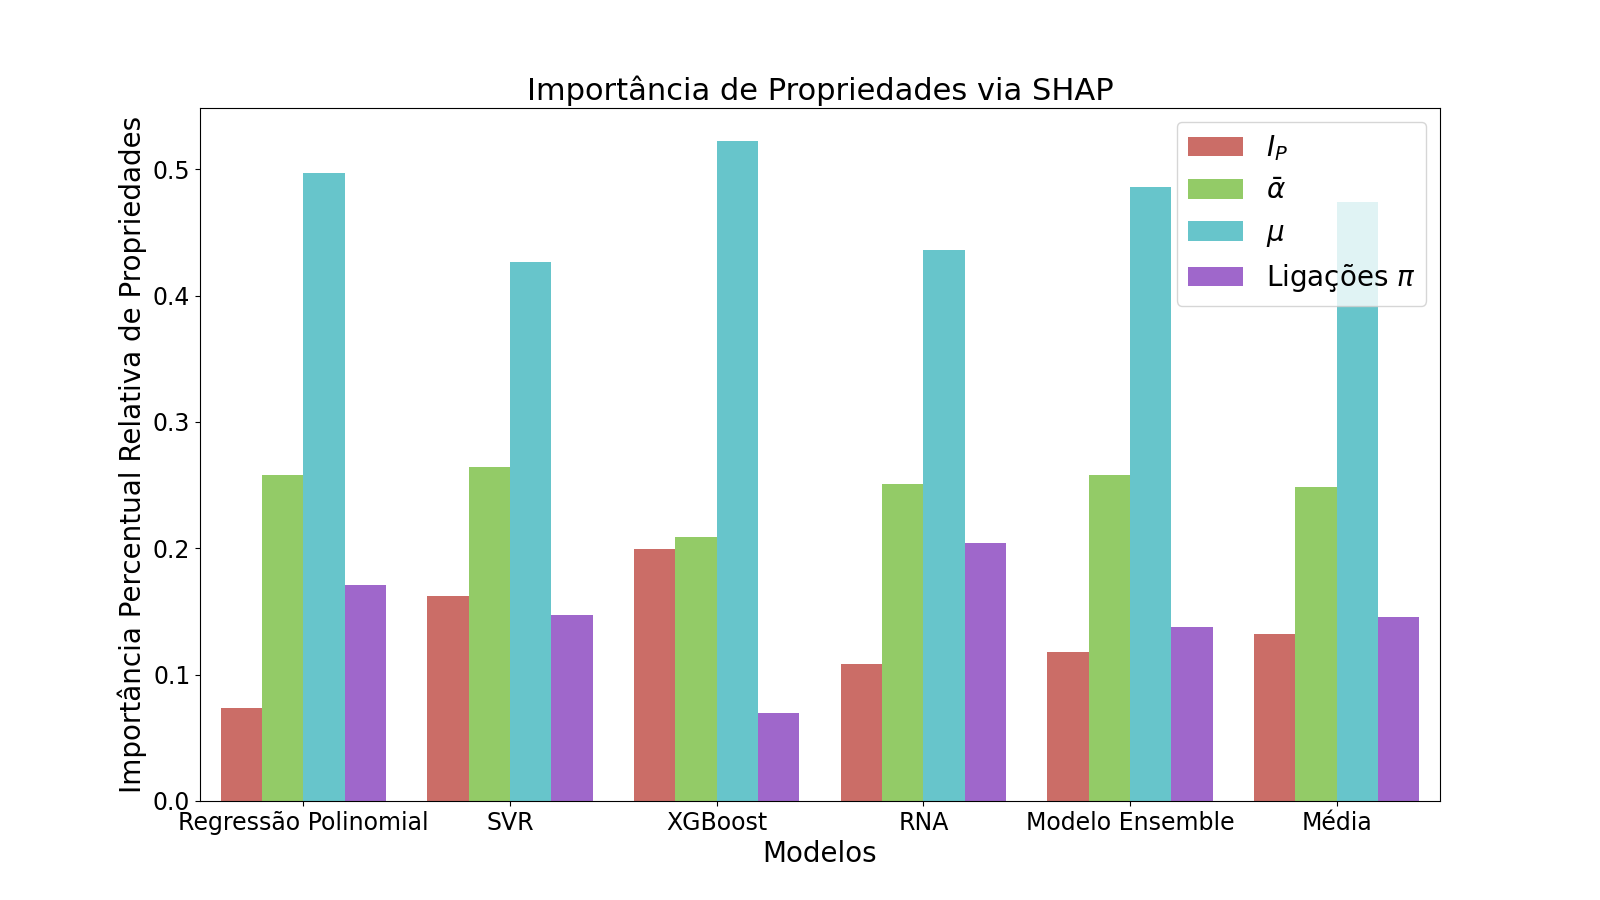 Importância de Propriedades via SHAP
Importância Percentual Relativa de Propriedades
0.5
0.4
0.3
0.2
0.1
0.0
I_P
ᾱ
μ
Ligações π
Regressão Polinomial SVR XGBoost RNA Modelo Ensemble Média
Modelos